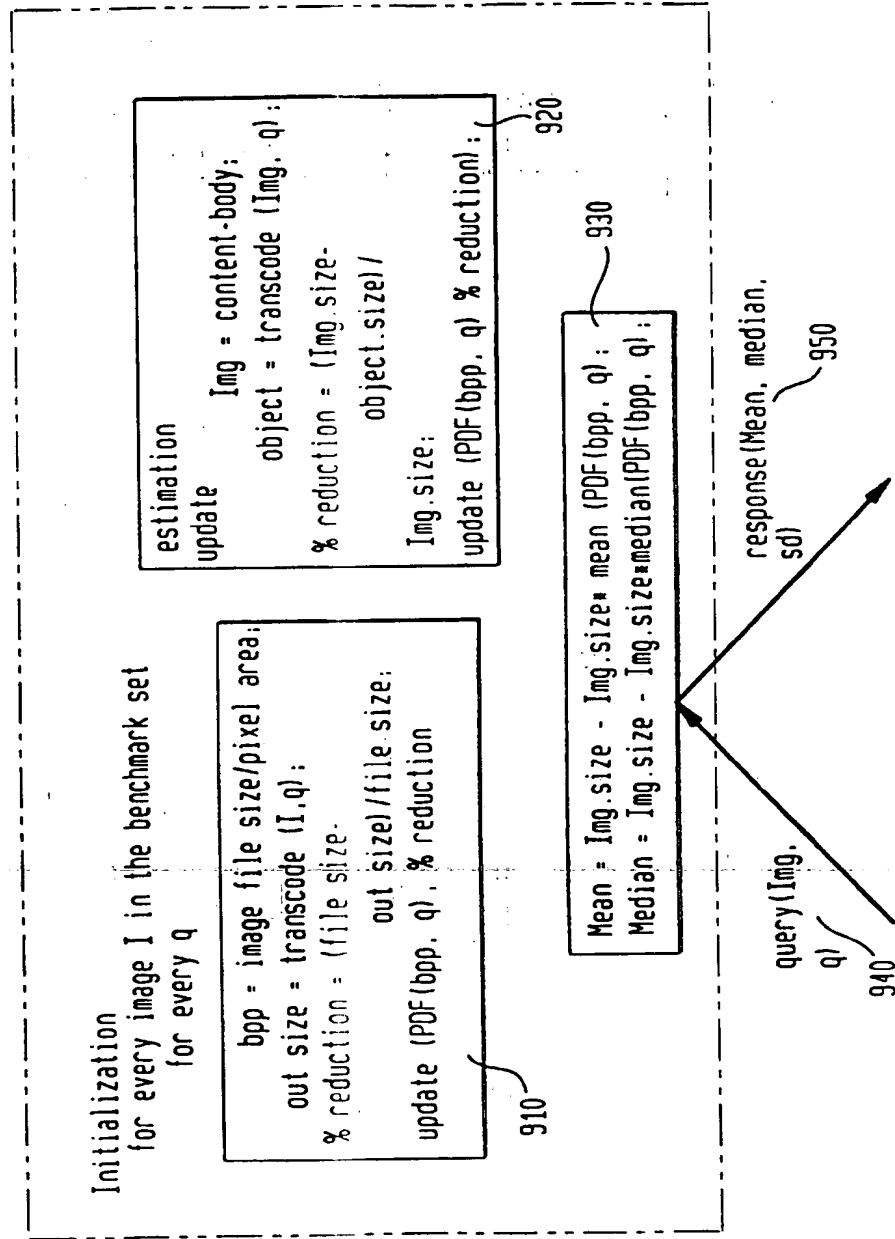 Initialization
for every image I in the benchmark set
for every q
bpp = image file size/pixel area;
out size = transcode (I,q);
% reduction = (file size-
out size)/file size;
update (PDF(bpp, q), % reduction
910
estimation
update
Img = content-body;
object = transcode (Img, q);
% reduction = (Img.size-
object.size)/
Img.size;
update (PDF(bpp, q) % reduction);
920
Mean = Img.size - Img.size* mean (PDF(bpp, q);
Median = Img.size - Img.size*median(PDF(bpp, q);
930
query(Img,
q)
940
response(Mean, median,
sd)
950